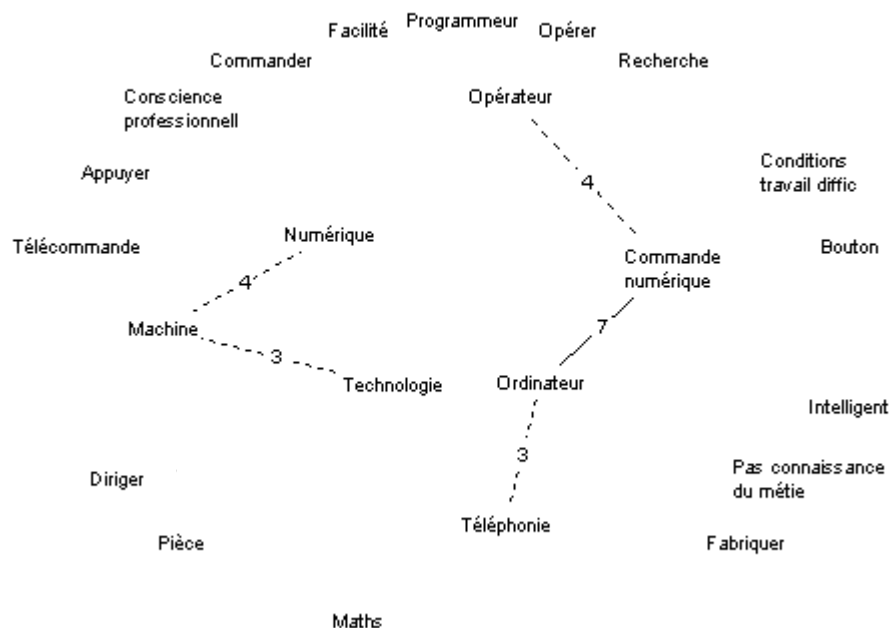 Programmeur
Facilité
Opérer
Commander
Recherche
Conscience
professionnell
Opérateur
Conditions
travail diffic
Appuyer
4
Numérique
Télécommande
Bouton
Commande
numérique
4
Machine
7
3
Technologie
Ordinateur
Intelligent
3
Pas connaissance
du métie
Diriger
Téléphonie
Pièce
Fabriquer
Maths